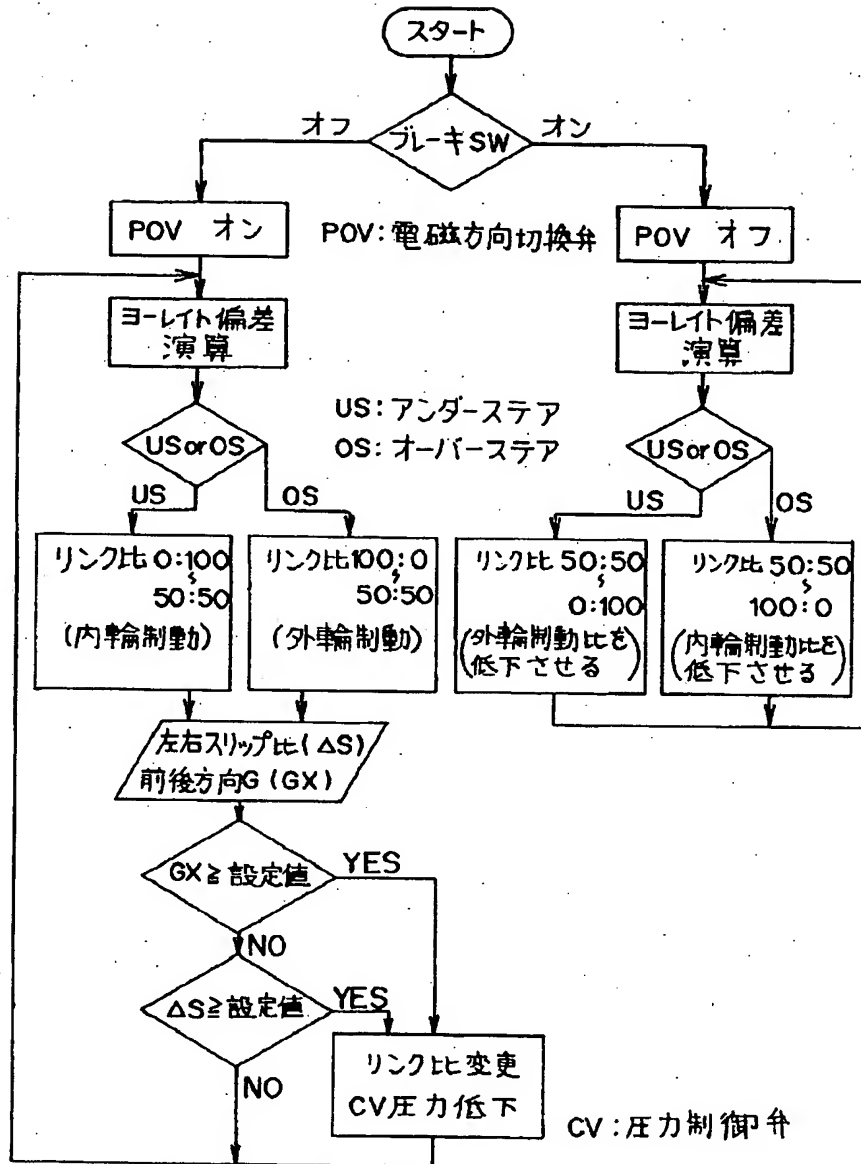 スタート
ブレーキSW
オフ
オン
POV オン
POV:電磁方向切換弁
POV オフ
ヨーレイト偏差
演算
ヨーレイト偏差
演算
US:アンダーステア
OS:オーバーステア
USorOS
US
OS
USorOS
US
OS
リンク比 0:100
〜
50:50
(内輪制動)
リンク比100:0
〜
50:50
(外輪制動)
リンク比 50:50
〜
0:100
(外輪制動比を
低下させる)
リンク比 50:50
〜
100:0
(内輪制動比を
低下させる)
左右スリップ比(△S)
前後方向G (GX)
GX≧設定値
YES
NO
△S≧設定値
YES
NO
リンク比変更
CV圧力低下
CV:圧力制御弁